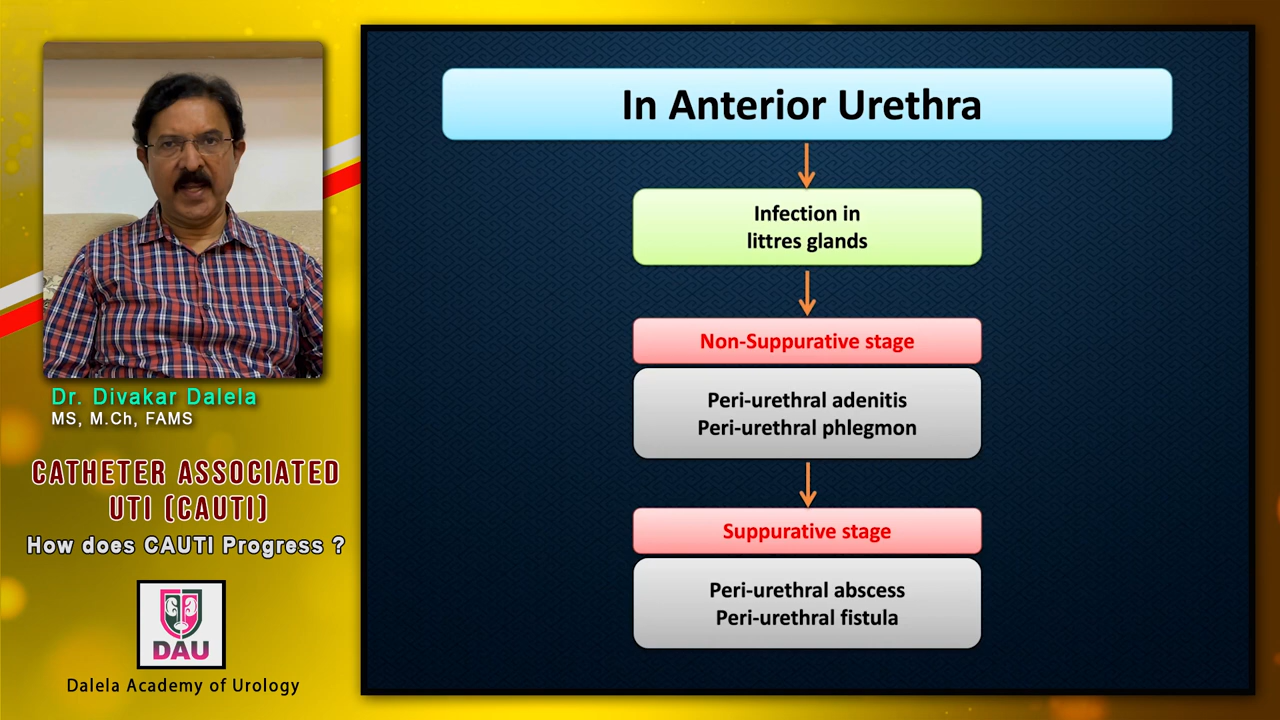 Dr. Divakar Dalela
MS, M.Ch, FAMS
CATHETER ASSOCIATED
UTI (CAUTI)
How does CAUTI Progress ?
DAU
Dalela Academy of Urology
In Anterior Urethra
Infection in
littres glands
Non-Suppurative stage
Peri-urethral adenitis
Peri-urethral phlegmon
Suppurative stage
Peri-urethral abscess
Peri-urethral fistula